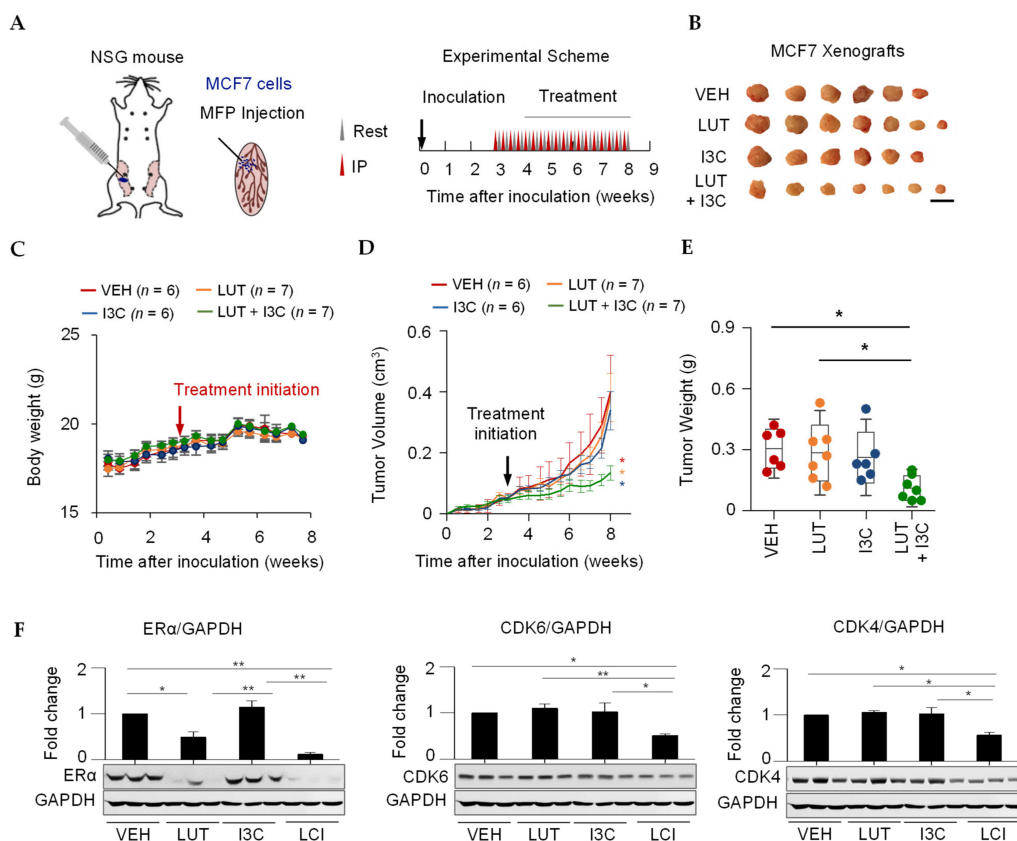 A
NSG mouse
MCF7 cells
MFP Injection
Rest
IP
Experimental Scheme
Inoculation
Treatment
0 1 2 3 4 5 6 7 8 9
Time after inoculation (weeks)
B
MCF7 Xenografts
VEH
LUT
I3C
LUT
+ I3C
C
VEH (n = 6)
LUT (n = 7)
I3C (n = 6)
LUT + I3C (n = 7)
Treatment initiation
Body weight (g)
25
20
15
0 2 4 6 8
Time after inoculation (weeks)
D
VEH (n = 6)
LUT (n = 7)
I3C (n = 6)
LUT + I3C (n = 7)
Treatment
initiation
Tumor Volume (cm³)
0.6
0.4
0.2
0
*
*
*
0 2 4 6 8
Time after inoculation (weeks)
E
Tumor Weight (g)
0.9
0.6
0.3
0
*
*
VEH
LUT
I3C
LUT
+ I3C
F
ERα/GAPDH
Fold change
2
1
0
**
* ** **
ERα
GAPDH
VEH LUT I3C LCI
CDK6/GAPDH
Fold change
2
1
0
*
**
*
CDK6
GAPDH
VEH LUT I3C LCI
CDK4/GAPDH
Fold change
2
1
0
*
*
*
CDK4
GAPDH
VEH LUT I3C LCI